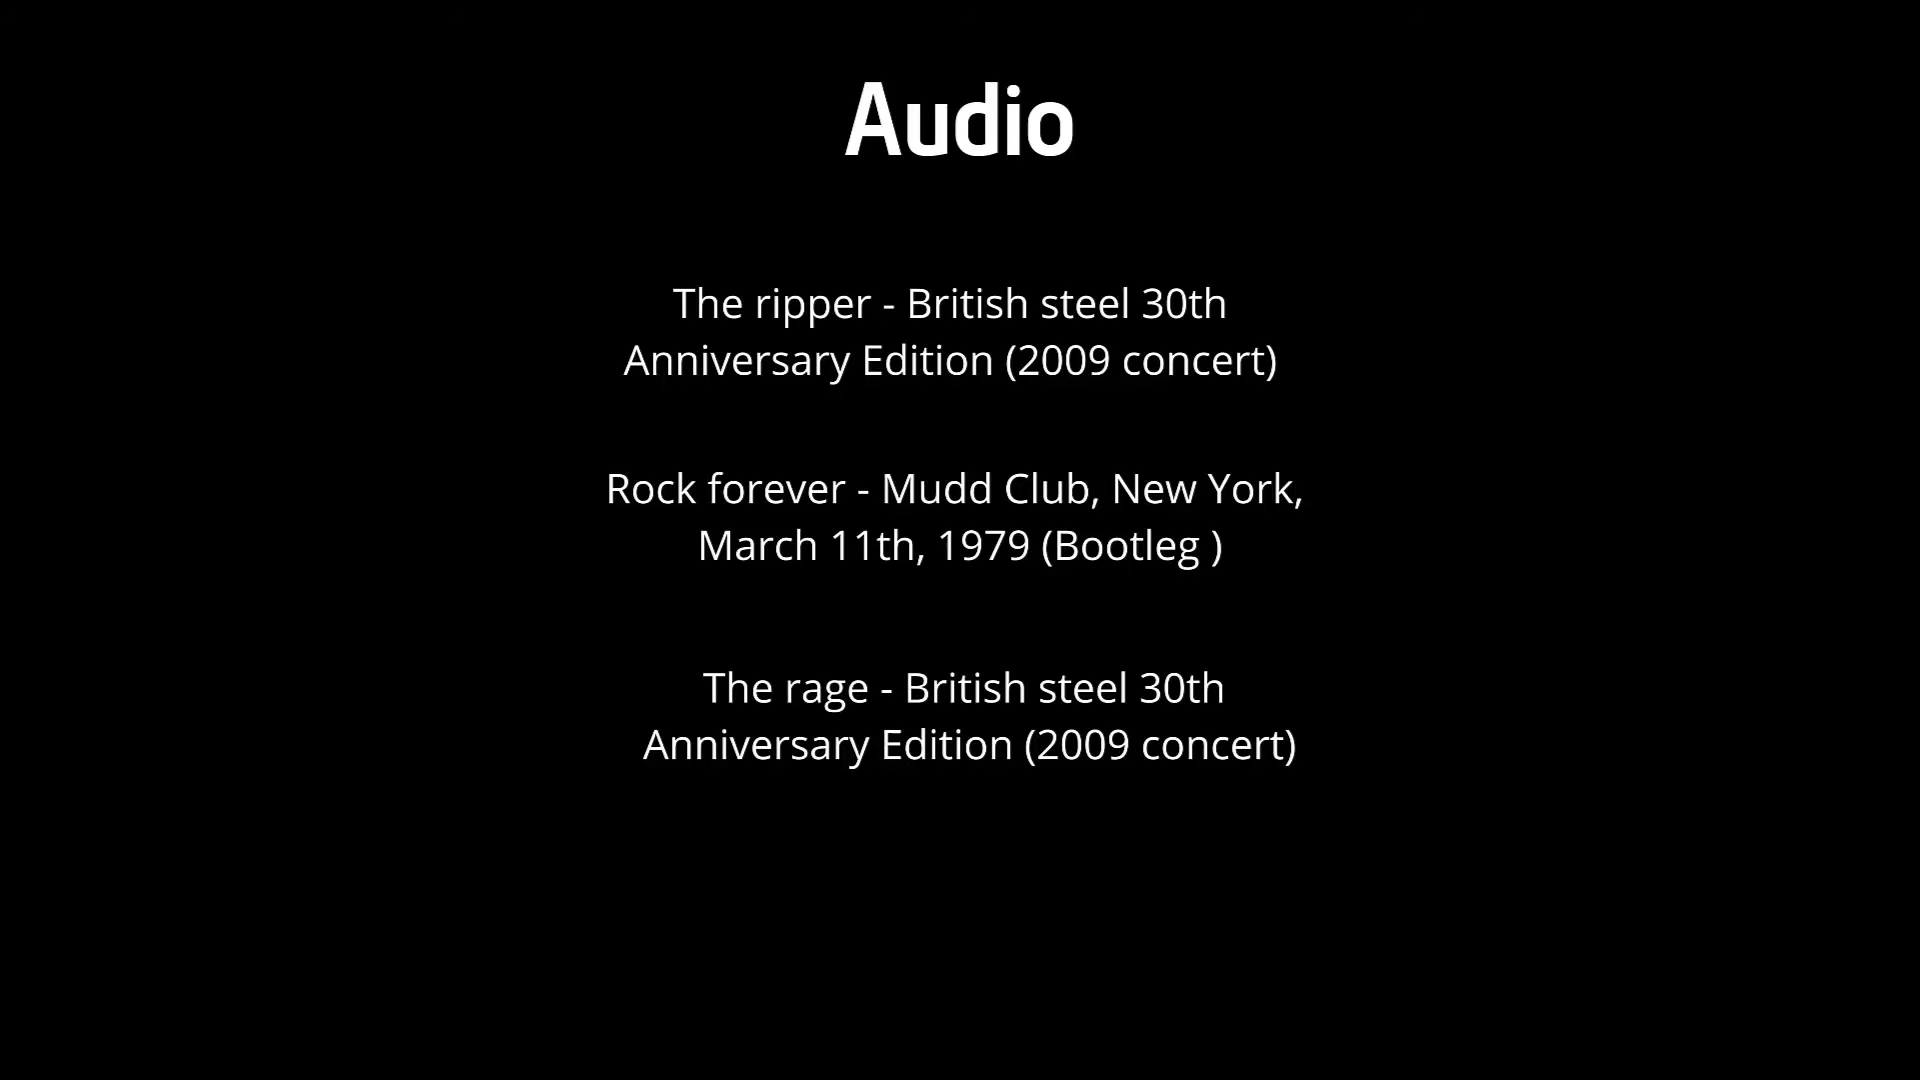 Audio
The ripper - British steel 30th
Anniversary Edition (2009 concert)
Rock forever - Mudd Club, New York,
March 11th, 1979 (Bootleg )
The rage - British steel 30th
Anniversary Edition (2009 concert)